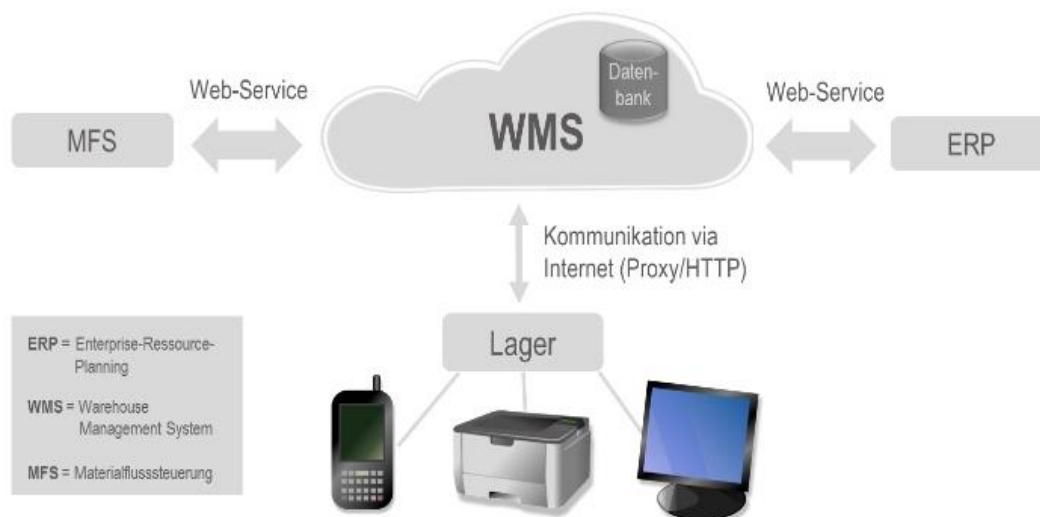 Daten-
bank
Web-Service
Web-Service
MFS
WMS
ERP
Kommunikation via
Internet (Proxy/HTTP)
Lager
ERP = Enterprise-Ressource-
Planning
WMS = Warehouse
Management System
MFS = Materialflusssteuerung